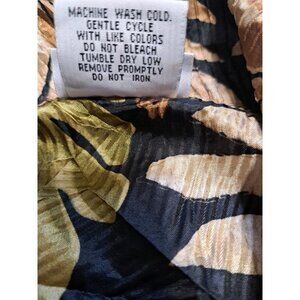 MACHINE WASH COLD.
GENTLE CYCLE
WITH LIKE COLORS
DO NOT BLEACH
TUMBLE DRY LOW
REMOVE PROMPTLY
DO NOT IRON.